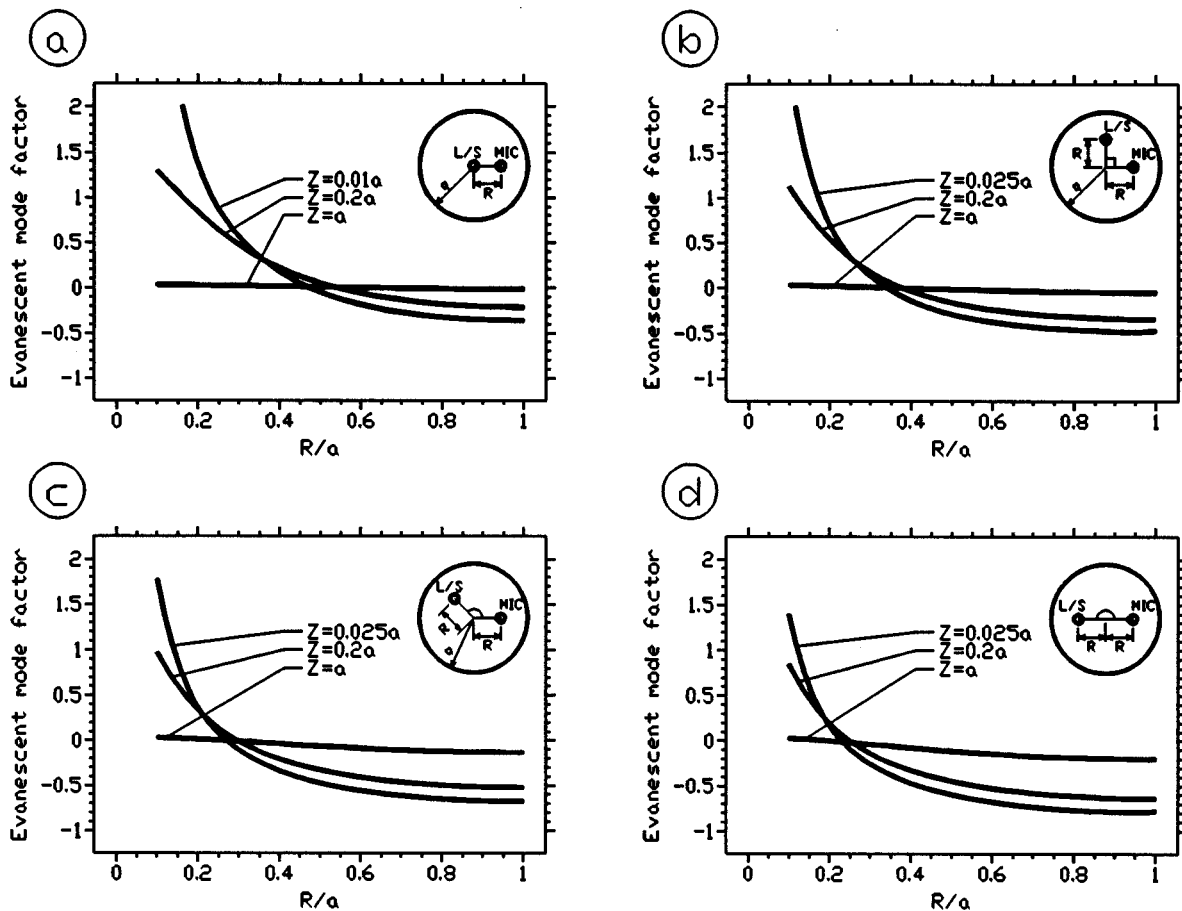 a
Evanescent mode factor
2
1.5
1
0.5
0
-0.5
-1
Z=0.01a
Z=0.2a
Z=a
L/S MIC
R
a
0 0.2 0.4 0.6 0.8 1
R/a
b
Evanescent mode factor
2
1.5
1
0.5
0
-0.5
-1
Z=0.025a
Z=0.2a
Z=a
L/S
R MIC
a R
0 0.2 0.4 0.6 0.8 1
R/a
c
Evanescent mode factor
2
1.5
1
0.5
0
-0.5
-1
Z=0.025a
Z=0.2a
Z=a
L/S
MIC
R
R
a
0 0.2 0.4 0.6 0.8 1
R/a
d
Evanescent mode factor
2
1.5
1
0.5
0
-0.5
-1
Z=0.025a
Z=0.2a
Z=a
L/S MIC
R R
0 0.2 0.4 0.6 0.8 1
R/a